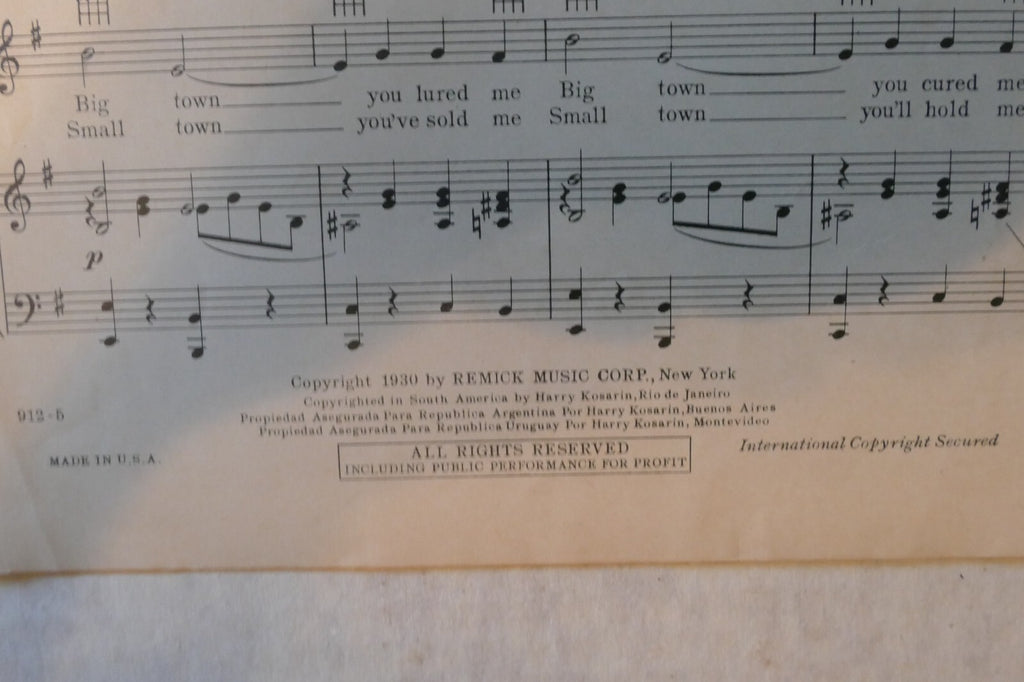 Big town you lured me Big town you cured me
Small town you've sold me Small town you'll hold me
p
Copyright 1930 by REMICK MUSIC CORP., New York
Copyrighted in South America by Harry Kosarin, Rio de Janeiro
912-5
Propiedad Asegurada Para Republica Argentina Por Harry Kosarin, Buenos Aires
Propiedad Asegurada Para Republica Uruguay Por Harry Kosarin, Montevideo
MADE IN U.S.A.
ALL RIGHTS RESERVED
INCLUDING PUBLIC PERFORMANCE FOR PROFIT
International Copyright Secured